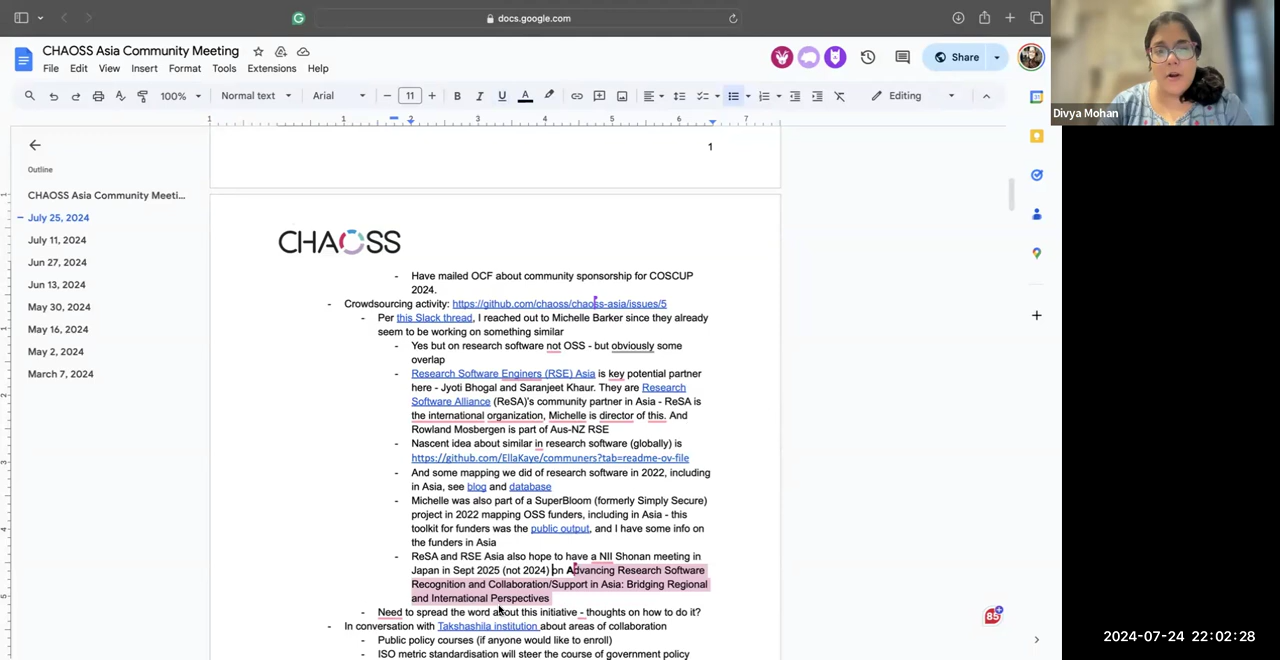 docs.google.com
CHAOSS Asia Community Meeting
File Edit View Insert Format Tools Extensions Help
Share
100% Normal text Arial 11 B I U A Editing
1 1 2 3 4 5 6 7
Divya Mohan
1
Outline
CHAOSS Asia Community Meeti...
July 25, 2024
July 11, 2024
Jun 27, 2024
Jun 13, 2024
May 30, 2024
May 16, 2024
May 2, 2024
March 7, 2024
CHAOSS
- Have mailed OCF about community sponsorship for COSCUP
2024.
- Crowdsourcing activity: https://github.com/chaoss/chaoss-asia/issues/5
- Per this Slack thread, I reached out to Michelle Barker since they already
seem to be working on something similar
- Yes but on research software not OSS - but obviously some
overlap
- Research Software Enginers (RSE) Asia is key potential partner
here - Jyoti Bhogal and Saranjeet Khaur. They are Research
Software Alliance (ReSA)'s community partner in Asia - ReSA is
the international organization, Michelle is director of this. And
Rowland Mosbergen is part of Aus-NZ RSE
- Nascent idea about similar in research software (globally) is
https://github.com/EllaKaye/communers?tab=readme-ov-file
- And some mapping we did of research software in 2022, including
in Asia, see blog and database
- Michelle was also part of a SuperBloom (formerly Simply Secure)
project in 2022 mapping OSS funders, including in Asia - this
toolkit for funders was the public output, and I have some info on
the funders in Asia
- ReSA and RSE Asia also hope to have a NII Shonan meeting in
Japan in Sept 2025 (not 2024) on Advancing Research Software
Recognition and Collaboration/Support in Asia: Bridging Regional
and International Perspectives
- Need to spread the word about this initiative - thoughts on how to do it?
- In conversation with Takshashila institution about areas of collaboration
- Public policy courses (if anyone would like to enroll)
- ISO metric standardisation will steer the course of government policy
85
2024-07-24 22:02:28